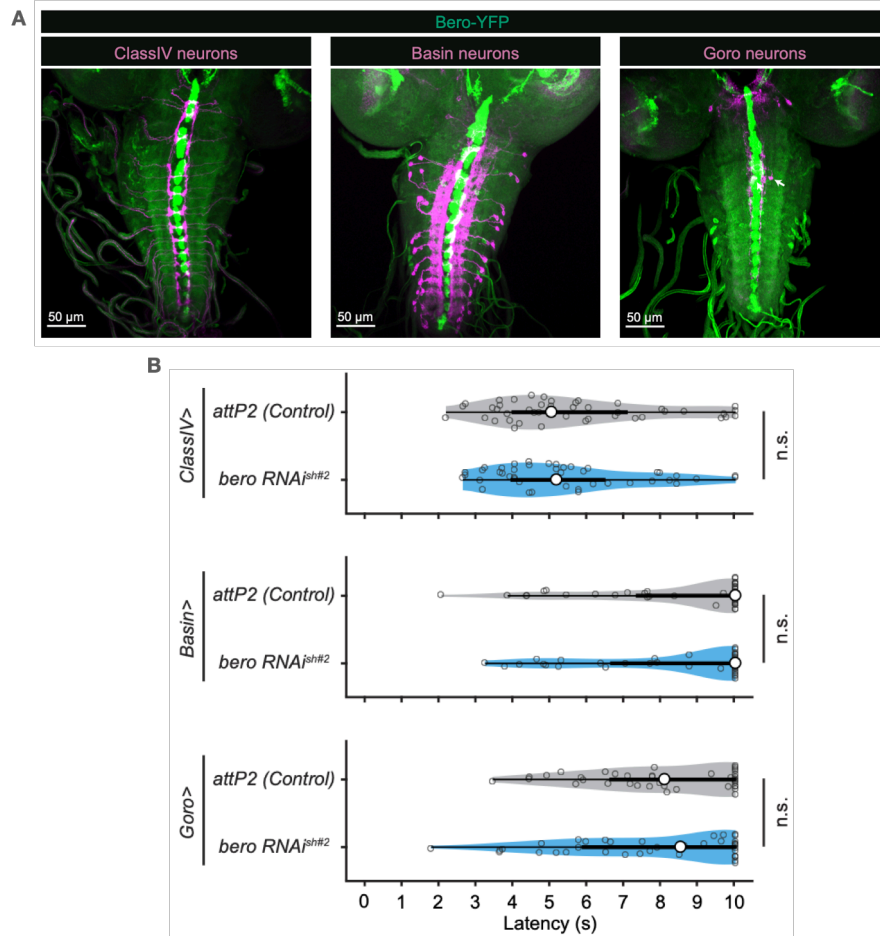 A
Bero-YFP
ClassIV neurons
Basin neurons
Goro neurons
50 μm
50 μm
50 μm
B
ClassIV>
attP2 (Control)
bero RNAi^sh#2
n.s.
Basin>
attP2 (Control)
bero RNAi^sh#2
n.s.
Goro>
attP2 (Control)
bero RNAi^sh#2
n.s.
0 1 2 3 4 5 6 7 8 9 10
Latency (s)